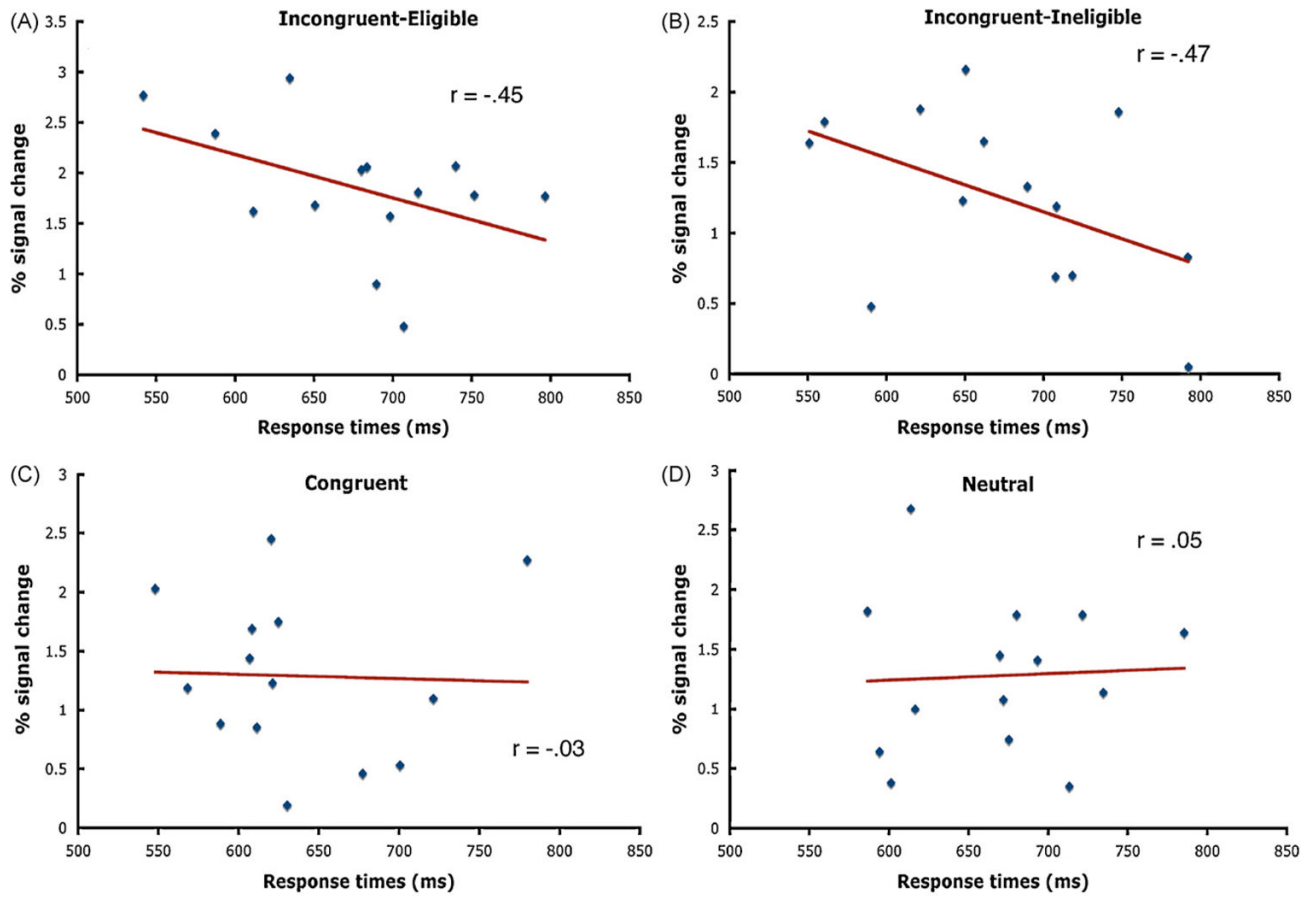 (A)
Incongruent-Eligible
r = -.45
% signal change
3.5
3
2.5
2
1.5
1
0.5
0
500 550 600 650 700 750 800 850
Response times (ms)
(B)
Incongruent-Ineligible
r = -.47
% signal change
2.5
2
1.5
1
0.5
0
500 550 600 650 700 750 800 850
Response times (ms)
(C)
Congruent
r = -.03
% signal change
3
2.5
2
1.5
1
0.5
0
500 550 600 650 700 750 800 850
Response times (ms)
(D)
Neutral
r = .05
% signal change
3
2.5
2
1.5
1
0.5
0
500 550 600 650 700 750 800 850
Response times (ms)